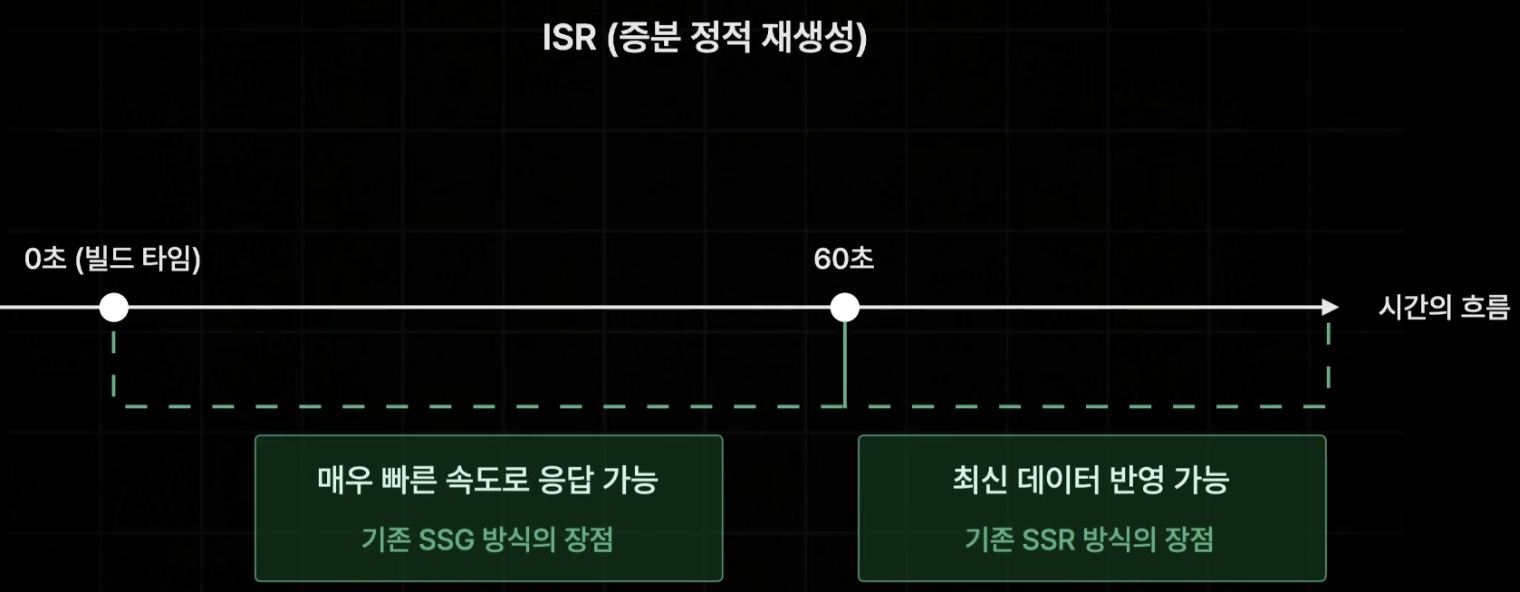 ISR (증분 정적 재생성)
0초 (빌드 타임)
60초
시간의 흐름
매우 빠른 속도로 응답 가능
기존 SSG 방식의 장점
최신 데이터 반영 가능
기존 SSR 방식의 장점